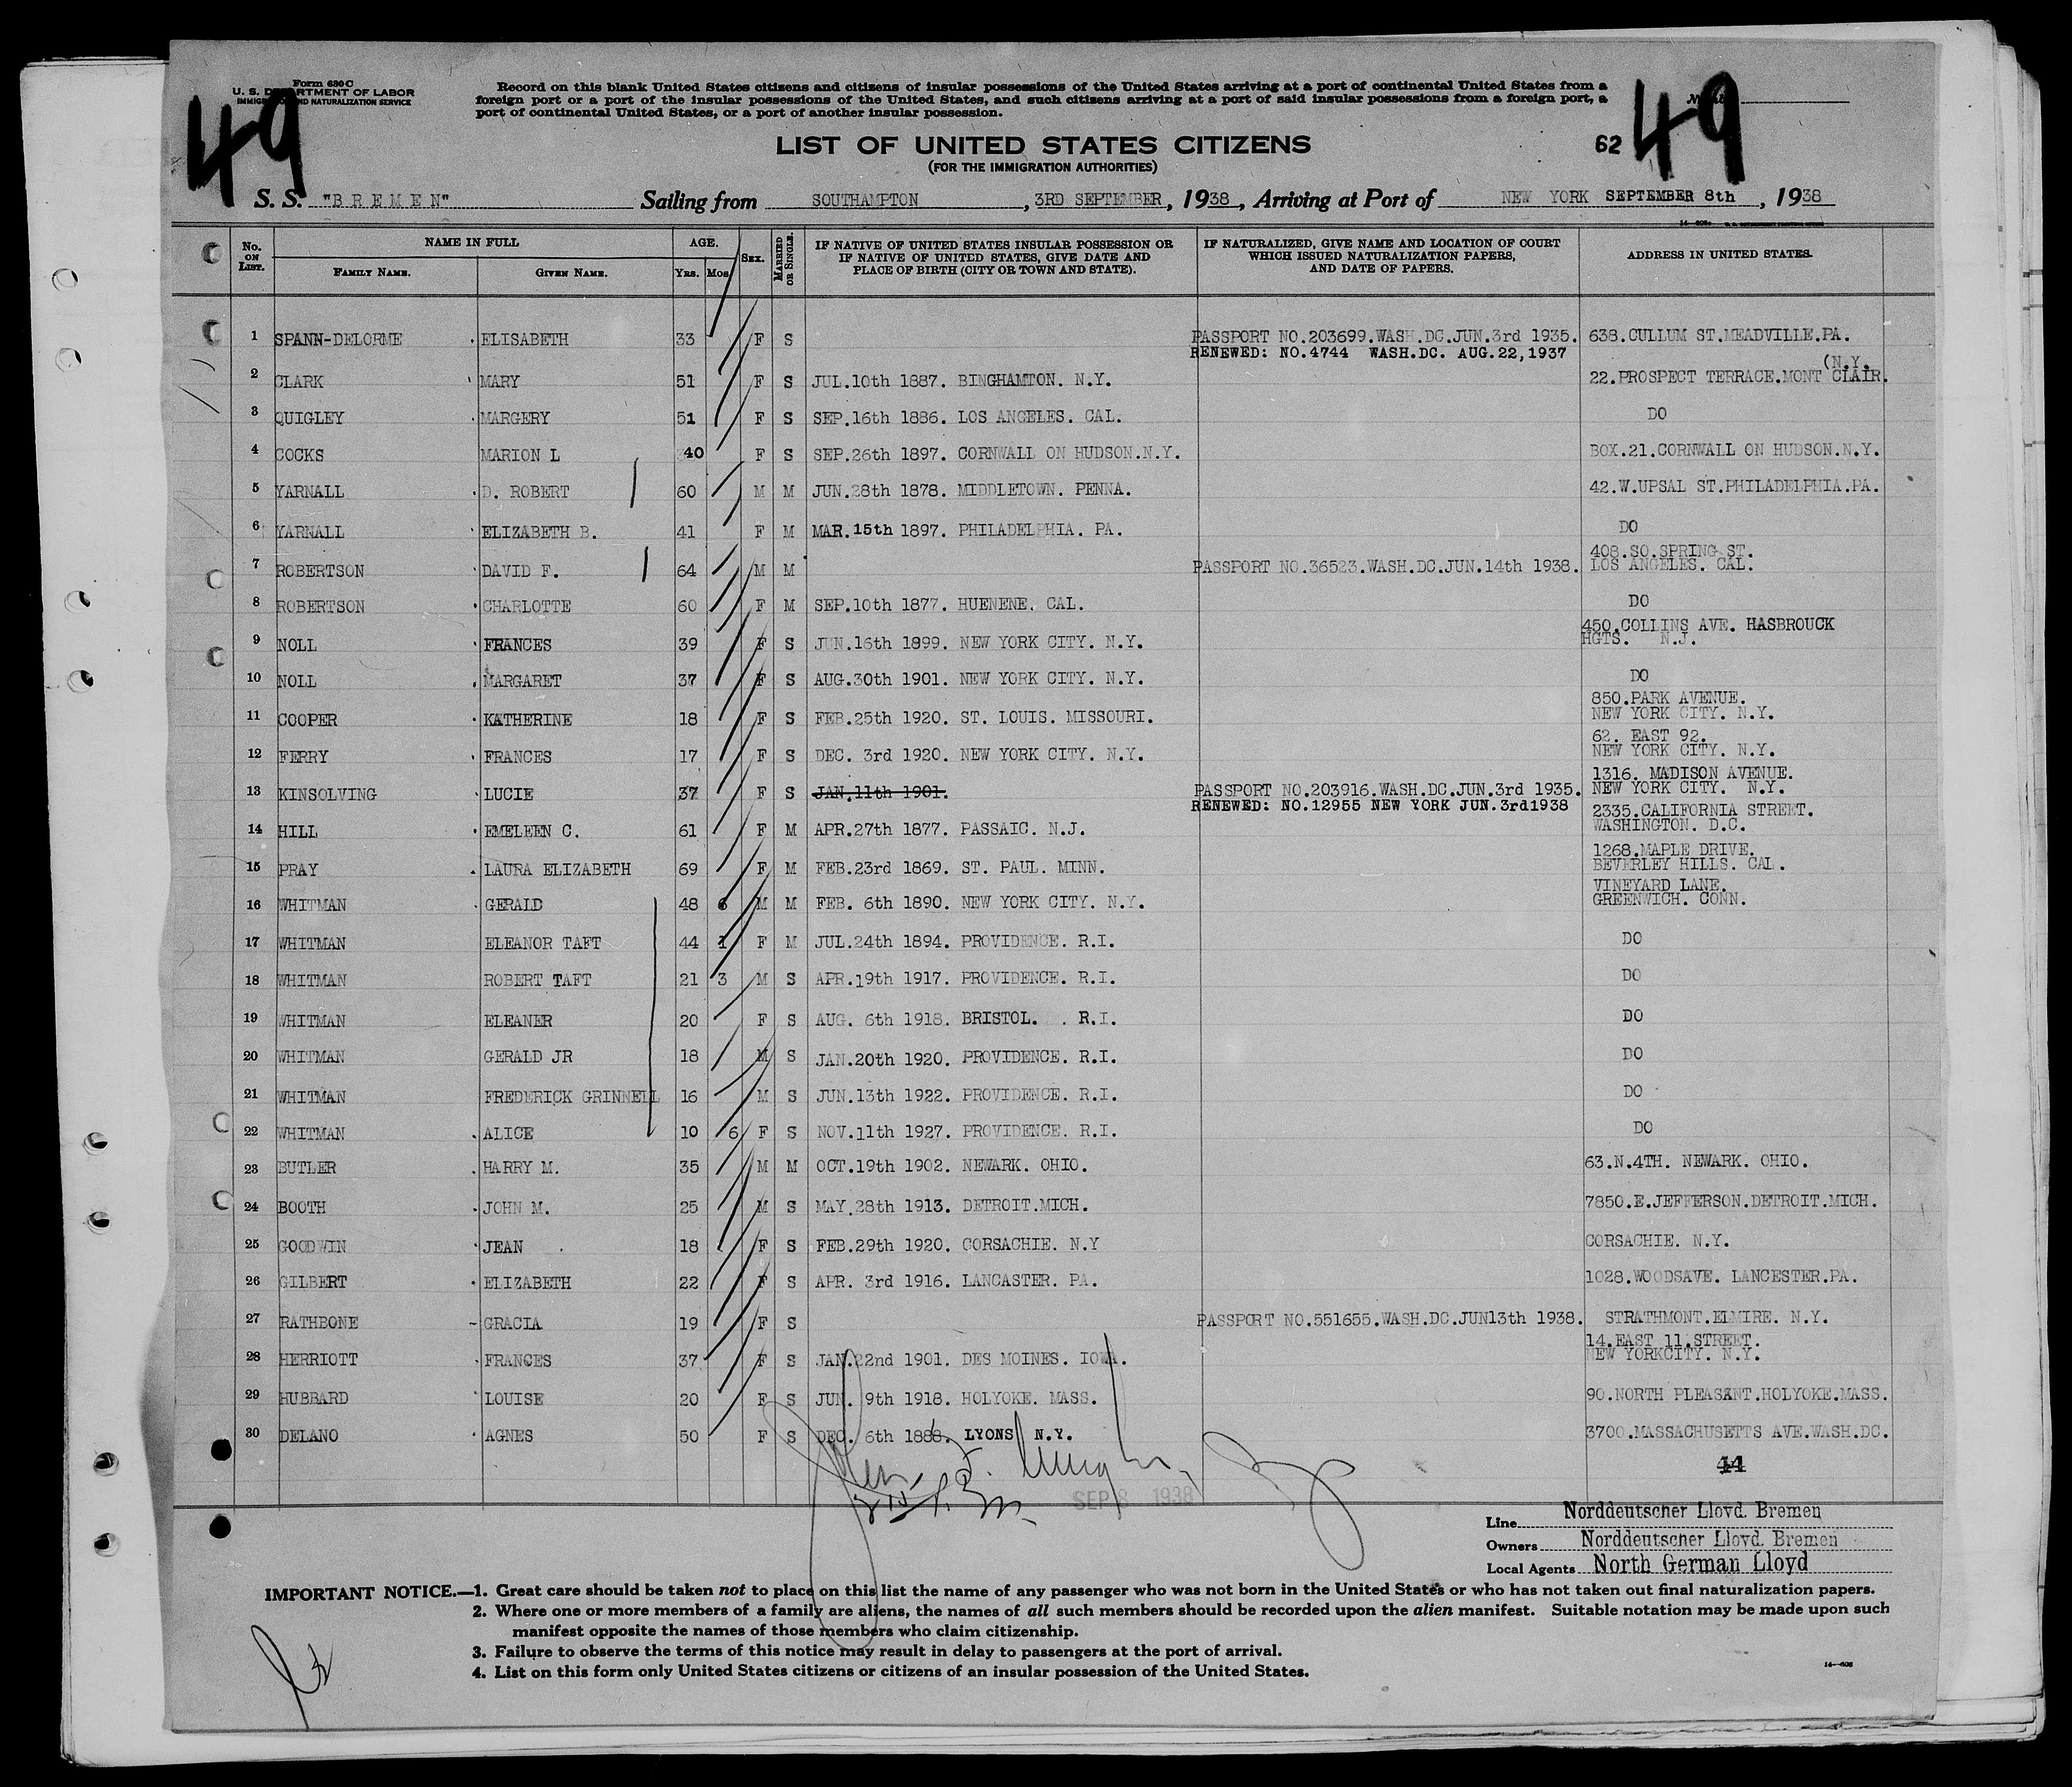 Form 630 C
U. S. DEPARTMENT OF LABOR
IMMIGRATION AND NATURALIZATION SERVICE
49
Record on this blank United States citizens and citizens of insular possessions of the United States arriving at a port of continental United States from a
foreign port or a port of the insular possessions of the United States, and such citizens arriving at a port of said insular possessions from a foreign port, a
port of continental United States, or a port of another insular possession.
49
LIST OF UNITED STATES CITIZENS
62
(FOR THE IMMIGRATION AUTHORITIES)
S. S. "BREMEN" Sailing from SOUTHAMPTON, 3RD SEPTEMBER, 1938, Arriving at Port of NEW YORK SEPTEMBER 8th, 1938
No. ON LIST. NAME IN FULL FAMILY NAME. GIVEN NAME. AGE. YRS. MOS. SEX. MARRIED OR SINGLE. IF NATIVE OF UNITED STATES INSULAR POSSESSION OR IF NATIVE OF UNITED STATES, GIVE DATE AND PLACE OF BIRTH (CITY OR TOWN AND STATE). IF NATURALIZED, GIVE NAME AND LOCATION OF COURT WHICH ISSUED NATURALIZATION PAPERS, AND DATE OF PAPERS. ADDRESS IN UNITED STATES.
1 SPANN-DELORME ELISABETH 33 F S PASSPORT NO.203699.WASH.DC.JUN.3rd 1935. 638.CULLUM ST.MEADVILLE.PA.
RENEWED: NO.4744 WASH.DC. AUG.22,1937
2 CLARK MARY 51 F S JUL.10th 1887. BINGHAMTON. N.Y. 22.PROSPECT TERRACE.MONT CLAIR. (N.Y.
3 QUIGLEY MARGERY 51 F S SEP.16th 1886. LOS ANGELES. CAL. DO
4 COCKS MARION L 40 F S SEP.26th 1897. CORNWALL ON HUDSON.N.Y. BOX.21.CORNWALL ON HUDSON.N.Y.
5 YARNALL D. ROBERT 60 M M JUN.28th 1878. MIDDLETOWN. PENNA. 42.W.UPSAL ST.PHILADELPHIA.PA.
6 YARNALL ELIZABETH B. 41 F M MAR.15th 1897. PHILADELPHIA. PA. DO
7 ROBERTSON DAVID F. 64 M M PASSPORT NO.36523.WASH.DC.JUN.14th 1938. 408.SO.SPRING ST. LOS ANGELES. CAL.
8 ROBERTSON CHARLOTTE 60 F M SEP.10th 1877. HUENENE. CAL. DO
9 NOLL FRANCES 39 F S JUN.16th 1899. NEW YORK CITY. N.Y. 450.COLLINS AVE. HASBROUCK HGTS. N.J.
10 NOLL MARGARET 37 F S AUG.30th 1901. NEW YORK CITY. N.Y. DO
11 COOPER KATHERINE 18 F S FEB.25th 1920. ST. LOUIS. MISSOURI. 850.PARK AVENUE. NEW YORK CITY. N.Y.
12 FERRY FRANCES 17 F S DEC. 3rd 1920. NEW YORK CITY. N.Y. 62. EAST 92. NEW YORK CITY. N.Y.
13 KINSOLVING LUCIE 37 F S JAN.11th 1901. PASSPORT NO.203916.WASH.DC.JUN.3rd 1935. 1316. MADISON AVENUE. NEW YORK CITY. N.Y.
RENEWED: NO.12955 NEW YORK JUN.3rd1938
14 HILL EMELEEN C. 61 F M APR.27th 1877. PASSAIC. N.J. 2335.CALIFORNIA STREET. WASHINGTON. D.C.
15 PRAY LAURA ELIZABETH 69 F M FEB.23rd 1869. ST. PAUL. MINN. 1268.MAPLE DRIVE. BEVERLEY HILLS. CAL.
16 WHITMAN GERALD 48 6 M M FEB. 6th 1890. NEW YORK CITY. N.Y. VINEYARD LANE. GREENWICH. CONN.
17 WHITMAN ELEANOR TAFT 44 1 F M JUL.24th 1894. PROVIDENCE. R.I. DO
18 WHITMAN ROBERT TAFT 21 3 M S APR.19th 1917. PROVIDENCE. R.I. DO
19 WHITMAN ELEANER 20 F S AUG. 6th 1918. BRISTOL. . R.I. DO
20 WHITMAN GERALD JR 18 M S JAN.20th 1920. PROVIDENCE. R.I. DO
21 WHITMAN FREDERICK GRINNELL 16 M S JUN.13th 1922. PROVIDENCE. R.I. DO
22 WHITMAN ALICE 10 6 F S NOV.11th 1927. PROVIDENCE. R.I. DO
23 BUTLER HARRY M. 35 M M OCT.19th 1902. NEWARK. OHIO. 63.N.4TH. NEWARK. OHIO.
24 BOOTH JOHN M. 25 M S MAY.28th 1913. DETROIT.MICH. 7850.E.JEFFERSON.DETROIT.MICH.
25 GOODWIN JEAN 18 F S FEB.29th 1920. CORSACHIE. N.Y CORSACHIE. N.Y.
26 GILBERT ELIZABETH 22 F S APR. 3rd 1916. LANCASTER. PA. 1028.WOODSAVE. LANCESTER.PA.
27 RATHBONE GRACIA 19 F S PASSPORT NO.551655.WASH.DC.JUN13th 1938. STRATHMONT.ELMIRE. N.Y.
28 HERRIOTT FRANCES 37 F S JAN.22nd 1901. DES MOINES. IOWA. 14.EAST 11.STREET. NEW YORKCITY. N.Y.
29 HUBBARD LOUISE 20 F S JUN. 9th 1918. HOLYOKE. MASS. 90.NORTH PLEASANT.HOLYOKE.MASS.
30 DELANO AGNES 50 F S DEC. 6th 1888. LYONS N.Y. 3700.MASSACHUSETTS AVE.WASH.DC.
44
SEP 8 1938
Line Norddeutscher Lloyd. Bremen
Owners Norddeutscher Lloyd. Bremen
Local Agents North German Lloyd
IMPORTANT NOTICE.—1. Great care should be taken not to place on this list the name of any passenger who was not born in the United States or who has not taken out final naturalization papers.
2. Where one or more members of a family are aliens, the names of all such members should be recorded upon the alien manifest. Suitable notation may be made upon such
manifest opposite the names of those members who claim citizenship.
3. Failure to observe the terms of this notice may result in delay to passengers at the port of arrival.
4. List on this form only United States citizens or citizens of an insular possession of the United States.
14—608